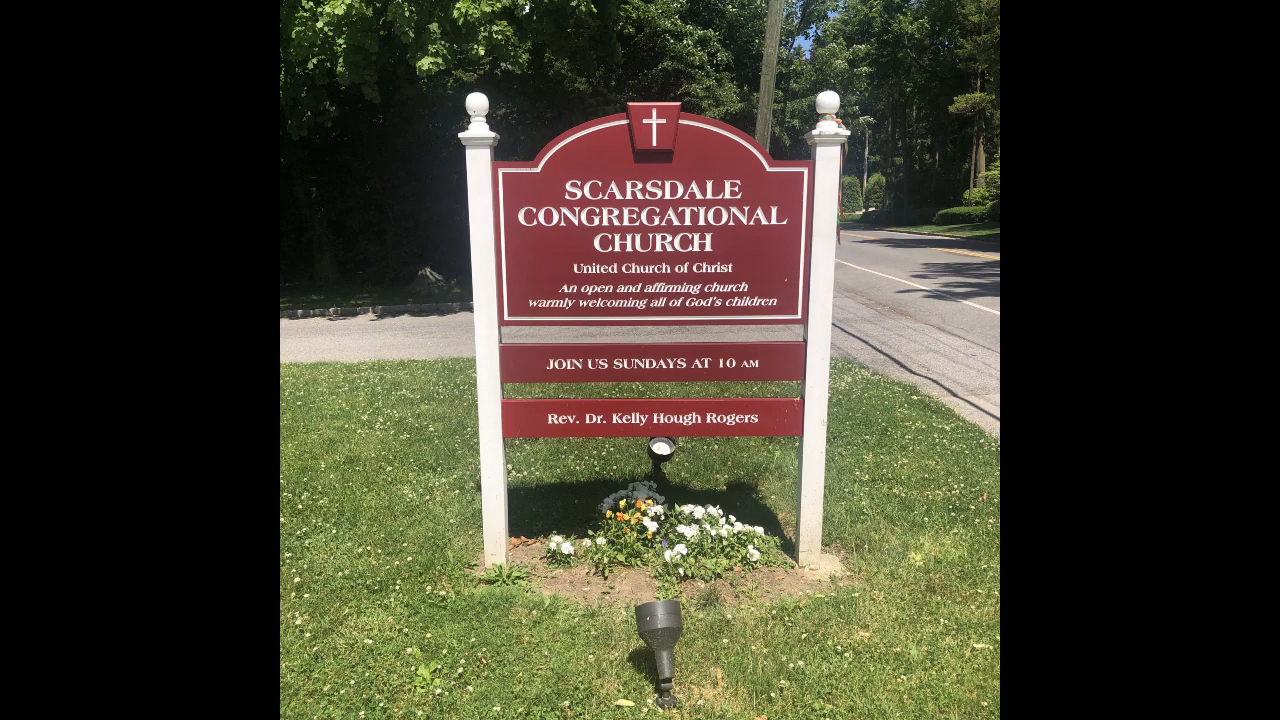 SCARSDALE
CONGREGATIONAL
CHURCH
United Church of Christ
An open and affirming church
warmly welcoming all of God's children
JOIN US SUNDAYS AT 10 AM
Rev. Dr. Kelly Hough Rogers